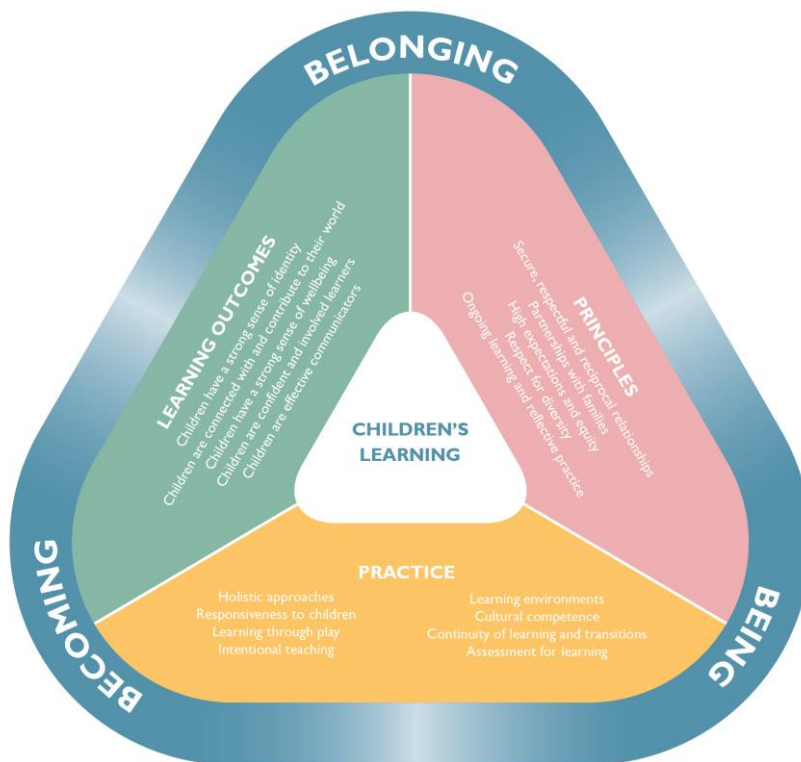 BELONGING
LEARNING OUTCOMES
Children have a strong sense of identity
Children are connected with and contribute to their world
Children have a strong sense of wellbeing
Children are confident and involved learners
Children are effective communicators
PRINCIPLES
Secure, respectful and reciprocal relationships
Partnerships with families
High expectations and equity
Respect for diversity
Ongoing learning and reflective practice
CHILDREN'S
LEARNING
PRACTICE
Holistic approaches
Responsiveness to children
Learning through play
Intentional teaching
Learning environments
Cultural competence
Continuity of learning and transitions
Assessment for learning
BECOMING
BEING